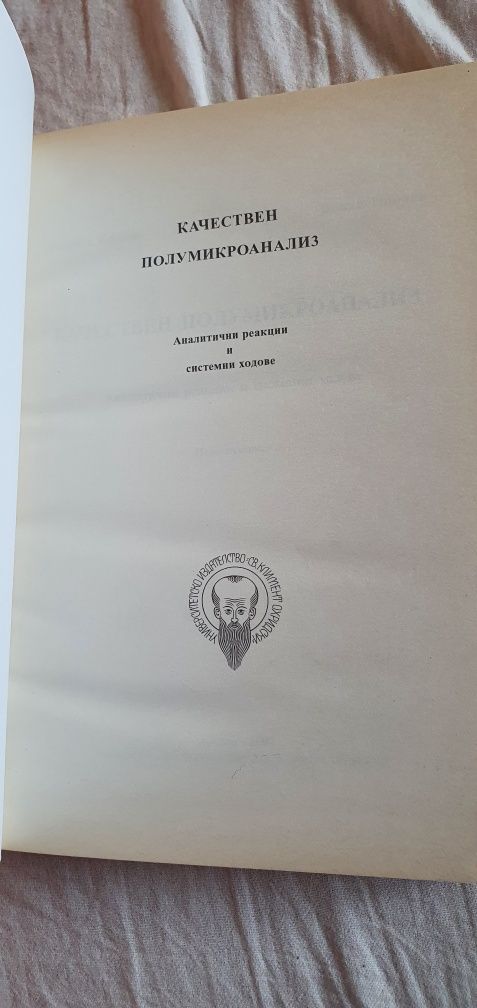 КАЧЕСТВЕН
ПОЛУМИКРОАНАЛИЗ
Аналитични реакции
и
системни ходове
УНИВЕРСИТЕТСКО ИЗДАТЕЛСТВО · СВ. КЛИМЕНТ ОХРИДСКИ